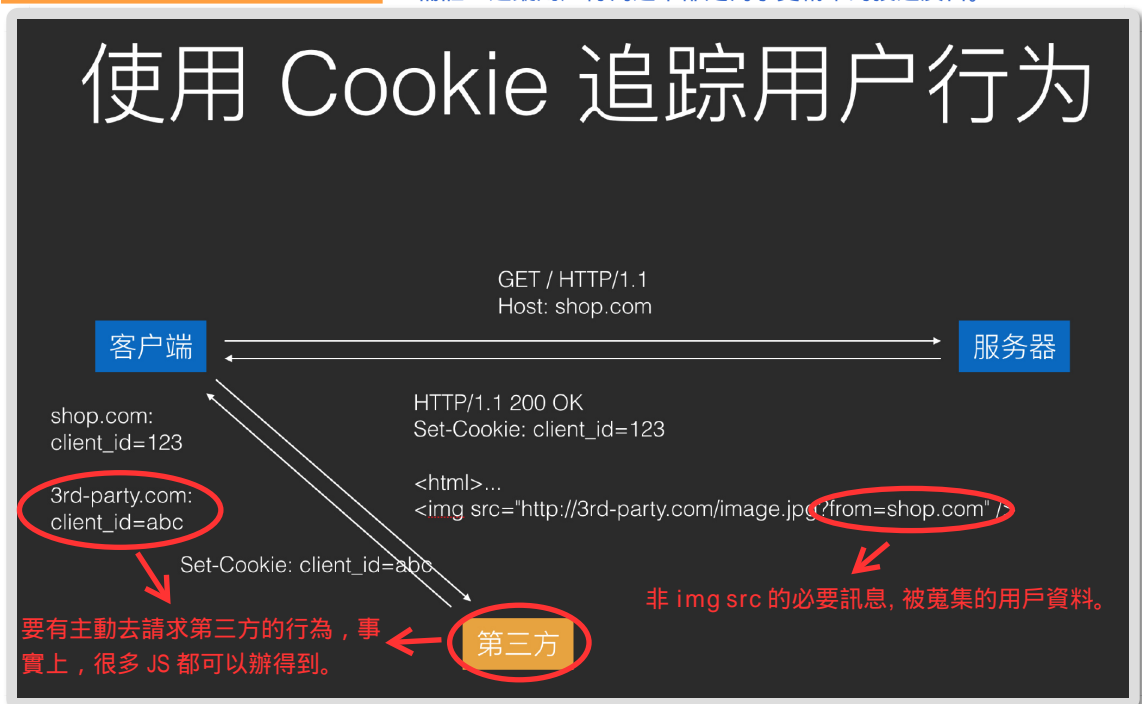 使用 Cookie 追踪用户行为
GET / HTTP/1.1
Host: shop.com
客户端
服务器
HTTP/1.1 200 OK
Set-Cookie: client_id=123
<html>...
<img src="http://3rd-party.com/image.jpg?from=shop.com" />
shop.com:
client_id=123
3rd-party.com:
client_id=abc
Set-Cookie: client_id=abc
非 img src 的必要訊息, 被蒐集的用戶資料。
要有主動去請求第三方的行為，事
實上，很多 JS 都可以辦得到。
第三方